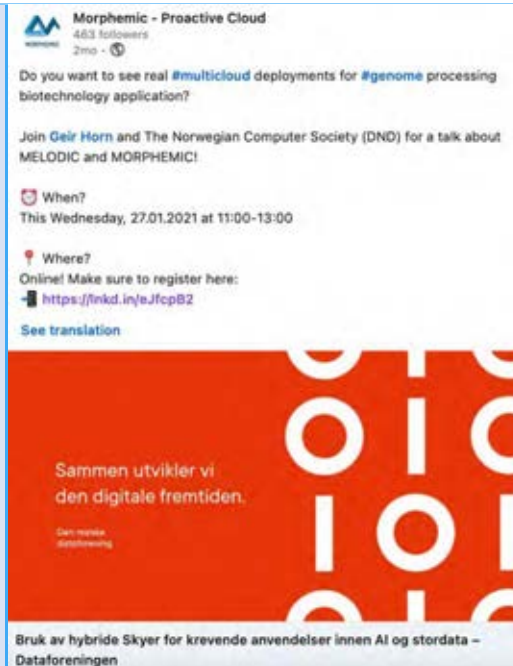 Morphemic - Proactive Cloud
463 followers
2mo •
MORPHEMIC
Do you want to see real #multicloud deployments for #genome processing
biotechnology application?
Join Geir Horn and The Norwegian Computer Society (DND) for a talk about
MELODIC and MORPHEMIC!
When?
This Wednesday, 27.01.2021 at 11:00-13:00
Where?
Online! Make sure to register here:
https://lnkd.in/eJfcpB2
See translation
Sammen utvikler vi
den digitale fremtiden.
Den norske
dataforening
Bruk av hybride Skyer for krevende anvendelser innen AI og stordata –
Dataforeningen